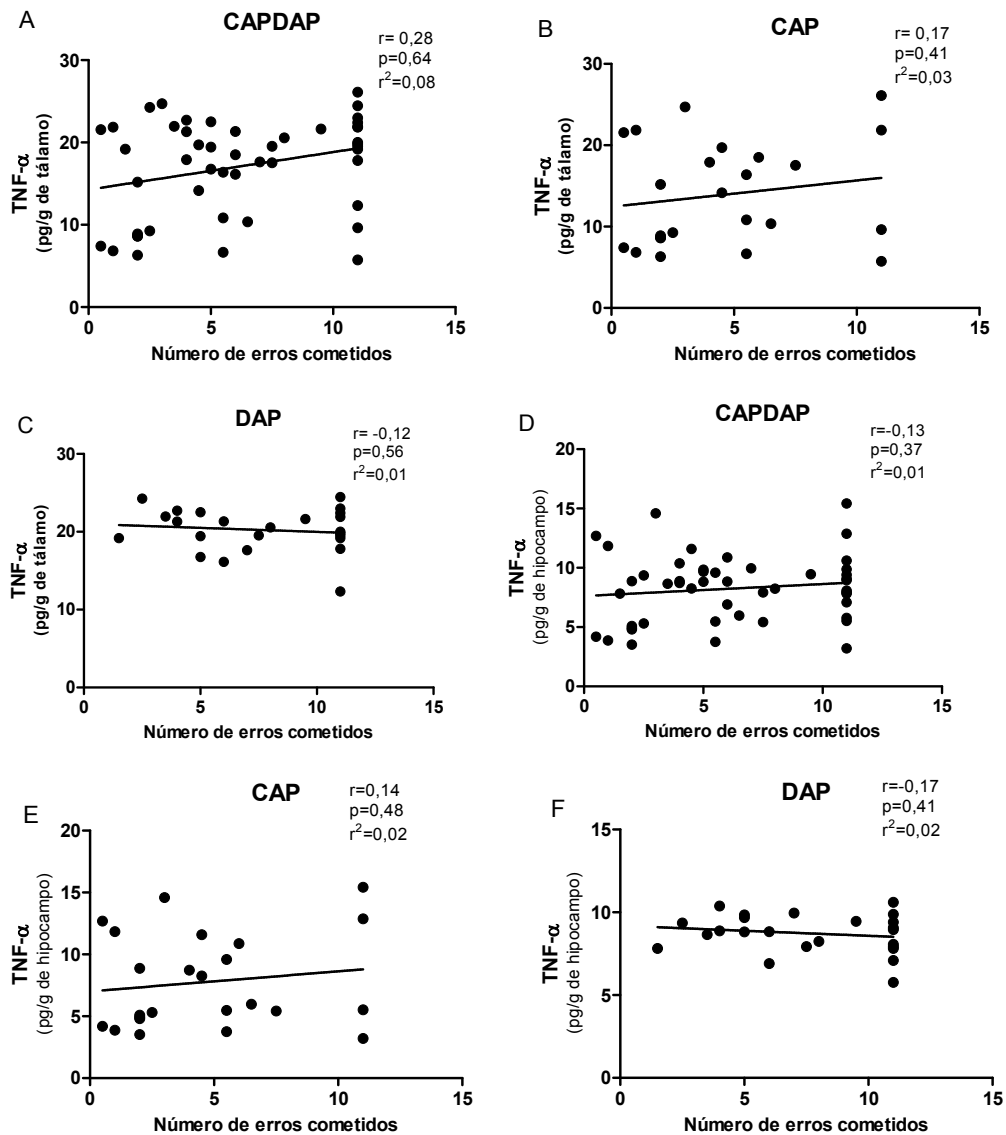 A
CAPDAP
r= 0,28
p=0,64
r²=0,08
TNF-α
(pg/g de tálamo)
30
20
10
0
0 5 10 15
Número de erros cometidos
B
CAP
r= 0,17
p=0,41
r²=0,03
TNF-α
(pg/g de tálamo)
30
20
10
0
0 5 10 15
Número de erros cometidos
C
DAP
r= -0,12
p=0,56
r²=0,01
TNF-α
(pg/g de tálamo)
30
20
10
0
0 5 10 15
Número de erros cometidos
D
CAPDAP
r=-0,13
p=0,37
r²=0,01
TNF-α
(pg/g de hipocampo)
20
15
10
5
0
0 5 10 15
Número de erros cometidos
E
CAP
r=0,14
p=0,48
r²=0,02
TNF-α
(pg/g de hipocampo)
20
15
10
5
0
0 5 10 15
Número de erros cometidos
F
DAP
r=-0,17
p=0,41
r²=0,02
TNF-α
(pg/g de hipocampo)
15
10
5
0
0 5 10 15
Número de erros cometidos